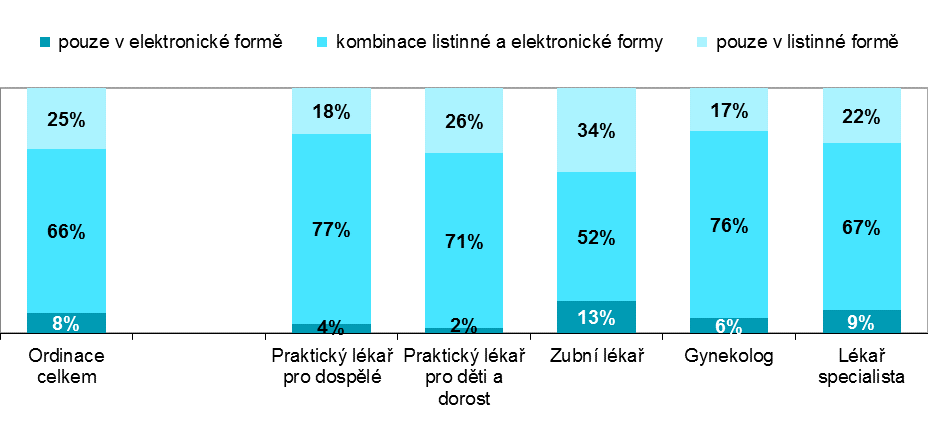 pouze v elektronické formě
kombinace listinné a elektronické formy
pouze v listinné formě
25%
18%
26%
34%
17%
22%
66%
77%
71%
52%
76%
67%
8%
4%
2%
13%
6%
9%
Ordinace
celkem
Praktický lékař
pro dospělé
Praktický lékař
pro děti a
dorost
Zubní lékař
Gynekolog
Lékař
specialista